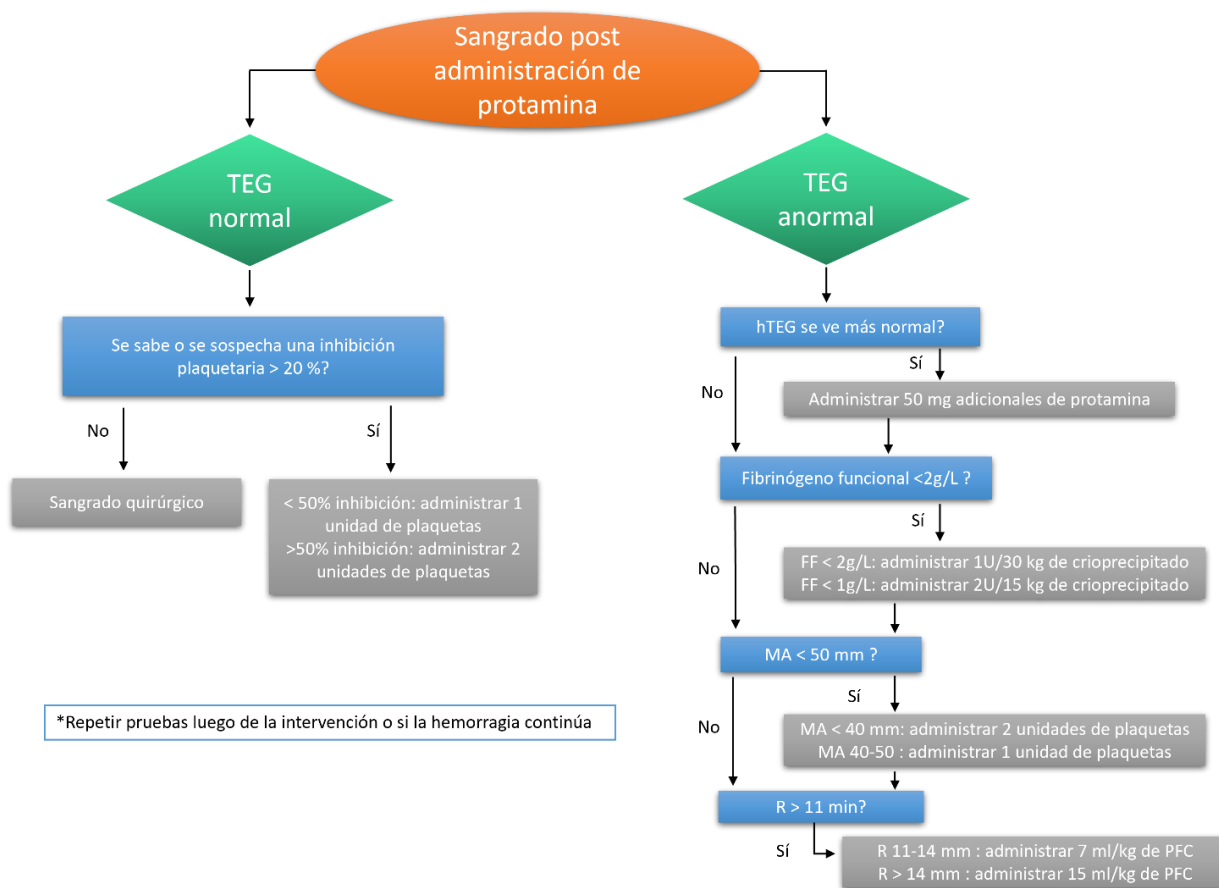 Sangrado post
administración de
protamina
TEG
normal
TEG
anormal
Se sabe o se sospecha una inhibición
plaquetaria > 20 %?
No
Sí
Sangrado quirúrgico
< 50% inhibición: administrar 1
unidad de plaquetas
>50% inhibición: administrar 2
unidades de plaquetas
*Repetir pruebas luego de la intervención o si la hemorragia continúa
hTEG se ve más normal?
Sí
No
Administrar 50 mg adicionales de protamina
Fibrinógeno funcional <2g/L ?
Sí
No
FF < 2g/L: administrar 1U/30 kg de crioprecipitado
FF < 1g/L: administrar 2U/15 kg de crioprecipitado
MA < 50 mm ?
Sí
No
MA < 40 mm: administrar 2 unidades de plaquetas
MA 40-50 : administrar 1 unidad de plaquetas
R > 11 min?
Sí
R 11-14 mm : administrar 7 ml/kg de PFC
R > 14 mm : administrar 15 ml/kg de PFC